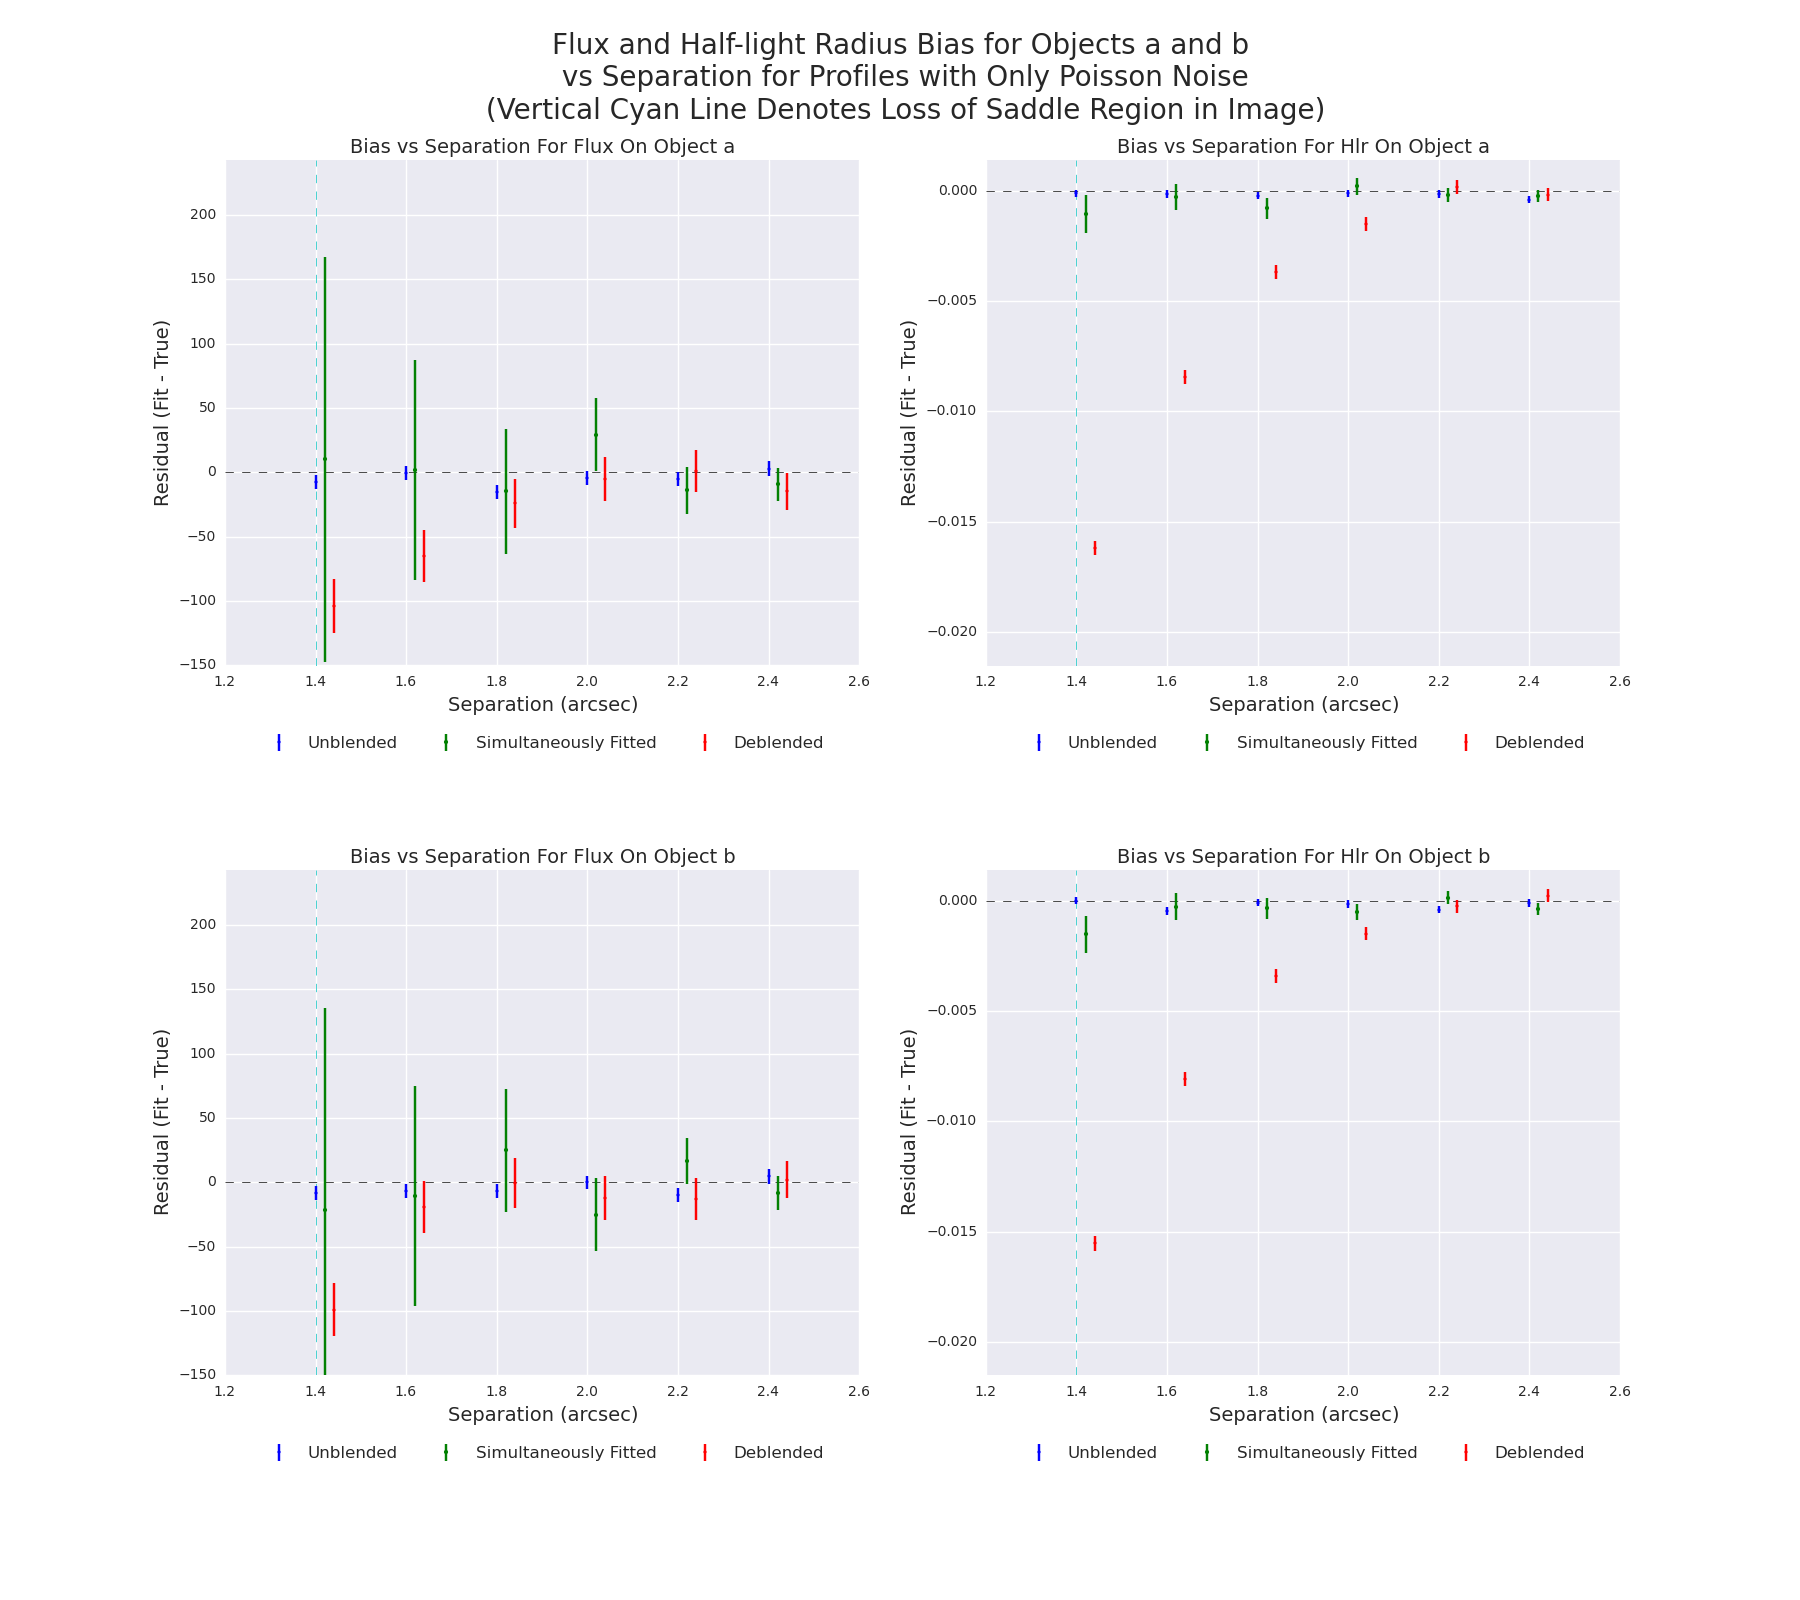 Flux and Half-light Radius Bias for Objects a and b
vs Separation for Profiles with Only Poisson Noise
(Vertical Cyan Line Denotes Loss of Saddle Region in Image)
Bias vs Separation For Flux On Object a
200
150
100
50
0
−50
−100
−150
Residual (Fit - True)
1.2 1.4 1.6 1.8 2.0 2.2 2.4 2.6
Separation (arcsec)
Unblended Simultaneously Fitted Deblended
Bias vs Separation For Hlr On Object a
0.000
−0.005
−0.010
−0.015
−0.020
Residual (Fit - True)
1.2 1.4 1.6 1.8 2.0 2.2 2.4 2.6
Separation (arcsec)
Unblended Simultaneously Fitted Deblended
Bias vs Separation For Flux On Object b
200
150
100
50
0
−50
−100
−150
Residual (Fit - True)
1.2 1.4 1.6 1.8 2.0 2.2 2.4 2.6
Separation (arcsec)
Unblended Simultaneously Fitted Deblended
Bias vs Separation For Hlr On Object b
0.000
−0.005
−0.010
−0.015
−0.020
Residual (Fit - True)
1.2 1.4 1.6 1.8 2.0 2.2 2.4 2.6
Separation (arcsec)
Unblended Simultaneously Fitted Deblended